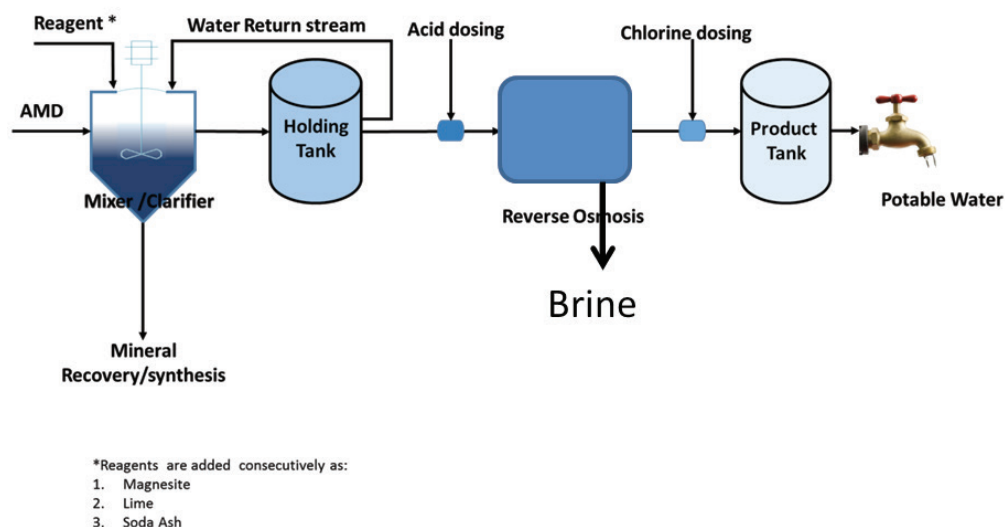 Reagent *
Water Return stream
Acid dosing
Chlorine dosing
AMD
Holding
Tank
Product
Tank
Mixer /Clarifier
Reverse Osmosis
Potable Water
Brine
Mineral
Recovery/synthesis
*Reagents are added consecutively as:
1. Magnesite
2. Lime
3. Soda Ash